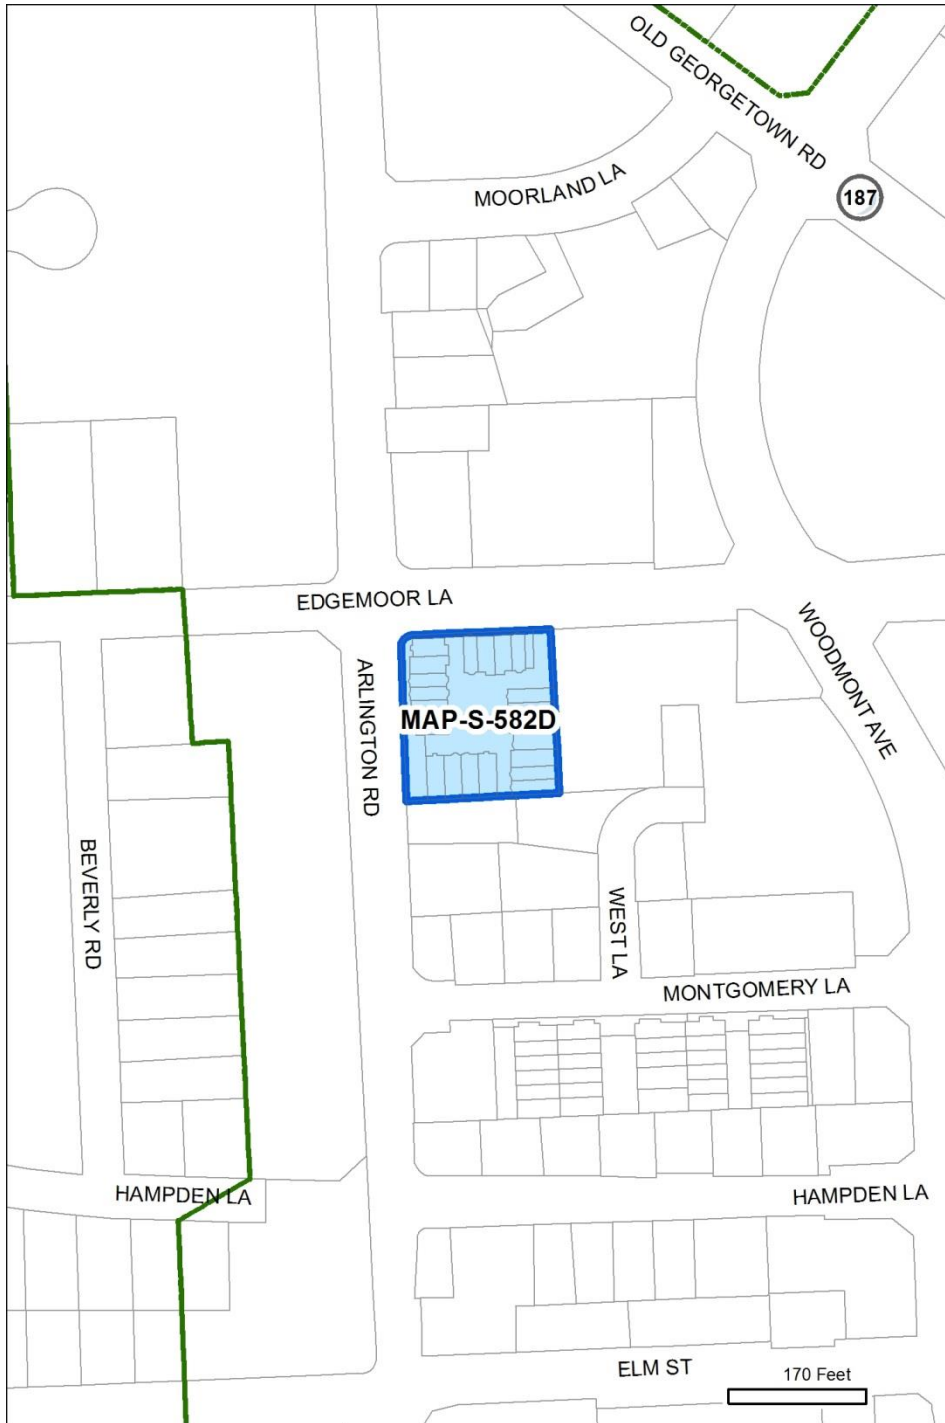 OLD GEORGETOWN RD
MOORLAND LA
187
EDGEMOOR LA
WOODMONT AVE
ARLINGTON RD
MAP-S-582D
BEVERLY RD
WEST LA
MONTGOMERY LA
HAMPDEN LA
HAMPDEN LA
ELM ST
170 Feet